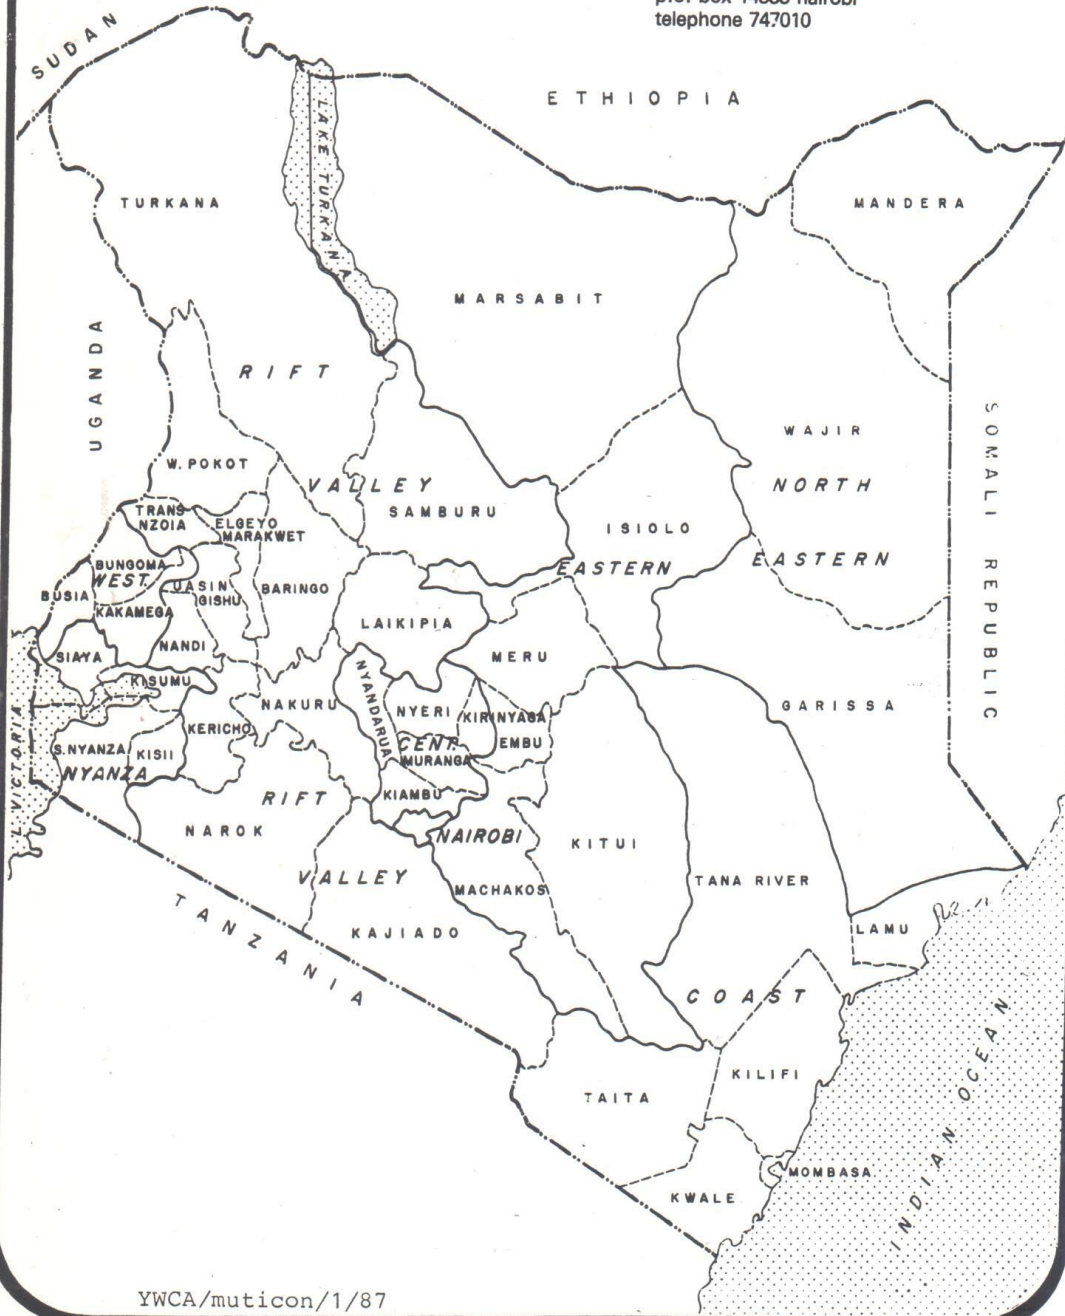 telephone 747010
SUDAN
ETHIOPIA
LAKE TURKANA
TURKANA
MANDERA
MARSABIT
UGANDA
RIFT
VALLEY
SOMALI REPUBLIC
WAJIR
NORTH
EASTERN
W. POKOT
SAMBURU
TRANS
NZOIA
ELGEYO
MARAKWET
ISIOLO
EASTERN
BUNGOMA
WEST.
UASIN
GISHU
BARINGO
BUSIA
KAKAMEGA
LAIKIPIA
SIAYA
NANDI
MERU
KISUMU
NYANDARUA
NAKURU
NYERI
KIRINYAGA
GARISSA
KERICHO
EMBU
S. NYANZA
KISII
CENT.
MURANGA
NYANZA
L. VICTORIA
KIAMBU
RIFT
VALLEY
NAROK
NAIROBI
KITUI
MACHAKOS
TANA RIVER
KAJIADO
LAMU
TANZANIA
COAST
KILIFI
TAITA
INDIAN OCEAN
MOMBASA
KWALE
YWCA/muticon/1/87